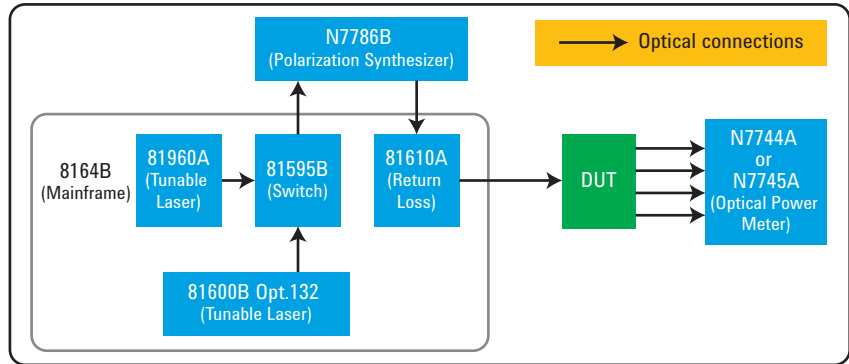 N7786B
(Polarization Synthesizer)
Optical connections
8164B
(Mainframe)
81960A
(Tunable
Laser)
81595B
(Switch)
81610A
(Return
Loss)
DUT
N7744A
or
N7745A
(Optical Power
Meter)
81600B Opt.132
(Tunable Laser)